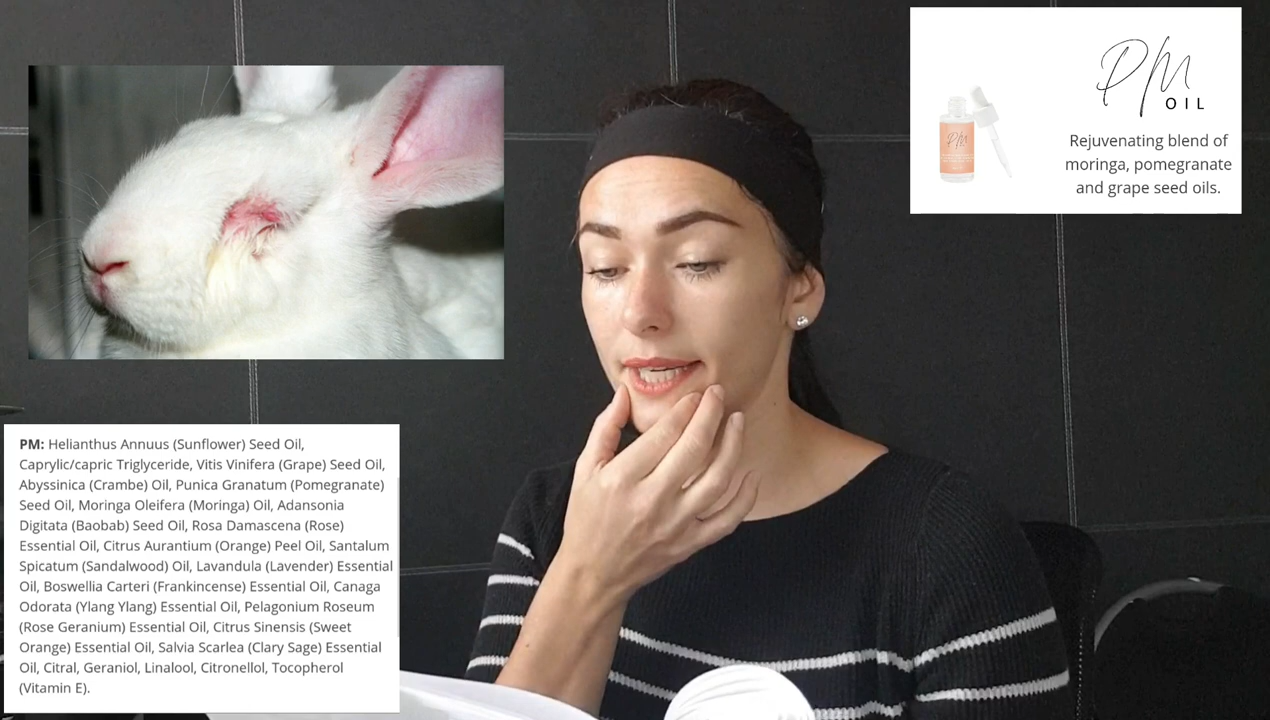 PM
OIL
Rejuvenating blend of
moringa, pomegranate
and grape seed oils.
PM
PM: Helianthus Annuus (Sunflower) Seed Oil,
Caprylic/capric Triglyceride, Vitis Vinifera (Grape) Seed Oil,
Abyssinica (Crambe) Oil, Punica Granatum (Pomegranate)
Seed Oil, Moringa Oleifera (Moringa) Oil, Adansonia
Digitata (Baobab) Seed Oil, Rosa Damascena (Rose)
Essential Oil, Citrus Aurantium (Orange) Peel Oil, Santalum
Spicatum (Sandalwood) Oil, Lavandula (Lavender) Essential
Oil, Boswellia Carteri (Frankincense) Essential Oil, Canaga
Odorata (Ylang Ylang) Essential Oil, Pelagonium Roseum
(Rose Geranium) Essential Oil, Citrus Sinensis (Sweet
Orange) Essential Oil, Salvia Scarlea (Clary Sage) Essential
Oil, Citral, Geraniol, Linalool, Citronellol, Tocopherol
(Vitamin E).